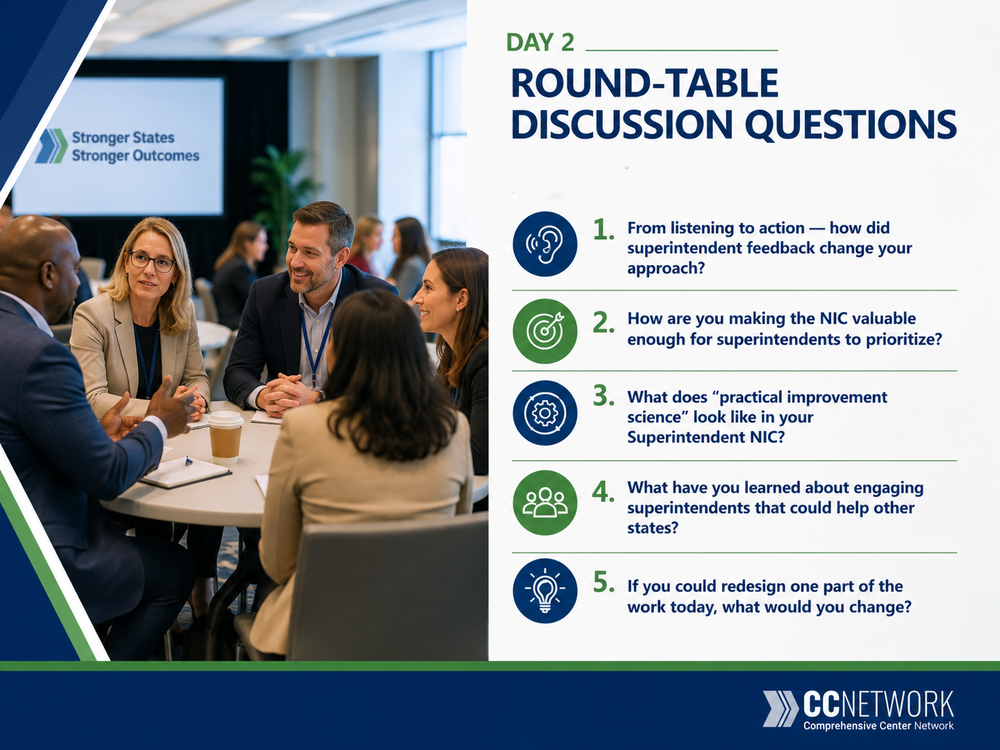 Stronger States
Stronger Outcomes
DAY 2
ROUND-TABLE
DISCUSSION QUESTIONS
1. From listening to action — how did
superintendent feedback change your
approach?
2. How are you making the NIC valuable
enough for superintendents to prioritize?
3. What does “practical improvement
science” look like in your
Superintendent NIC?
4. What have you learned about engaging
superintendents that could help other
states?
5. If you could redesign one part of the
work today, what would you change?
CCNETWORK
Comprehensive Center Network